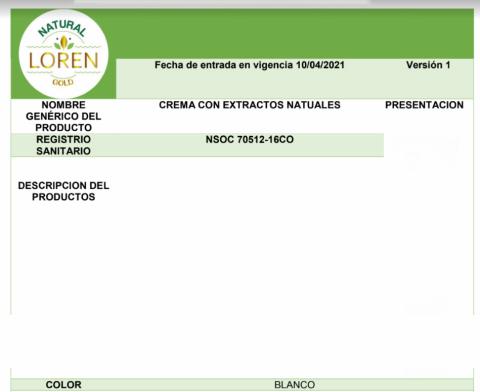 NATURAL
LOREN
GOLD
Fecha de entrada en vigencia 10/04/2021 Versión 1
NOMBRE GENÉRICO DEL PRODUCTO CREMA CON EXTRACTOS NATUALES PRESENTACION
REGISTRO SANITARIO NSOC 70512-16CO
DESCRIPCION DEL
PRODUCTOS
COLOR BLANCO